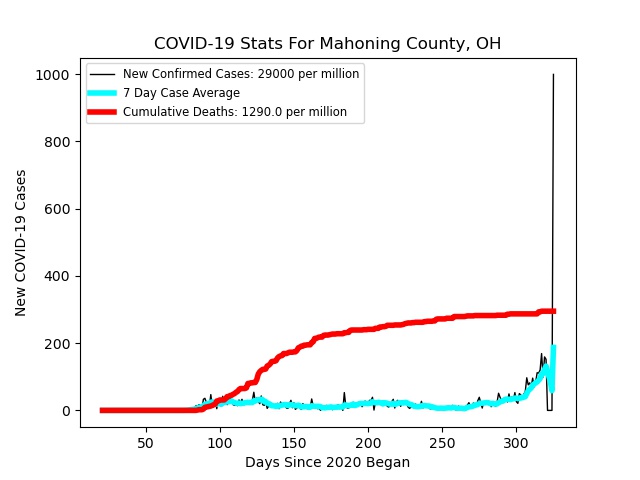 COVID-19 Stats For Mahoning County, OH
New Confirmed Cases: 29000 per million
7 Day Case Average
Cumulative Deaths: 1290.0 per million
New COVID-19 Cases
1000
800
600
400
200
0
50 100 150 200 250 300
Days Since 2020 Began